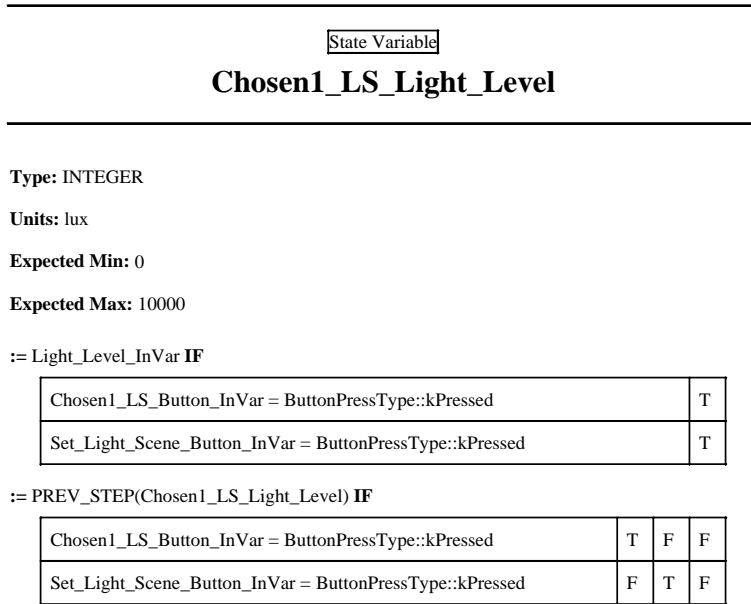 State Variable
Chosen1_LS_Light_Level
Type: INTEGER
Units: lux
Expected Min: 0
Expected Max: 10000
:= Light_Level_InVar IF
Chosen1_LS_Button_InVar = ButtonPressType::kPressed T
Set_Light_Scene_Button_InVar = ButtonPressType::kPressed T
:= PREV_STEP(Chosen1_LS_Light_Level) IF
Chosen1_LS_Button_InVar = ButtonPressType::kPressed T F F
Set_Light_Scene_Button_InVar = ButtonPressType::kPressed F T F